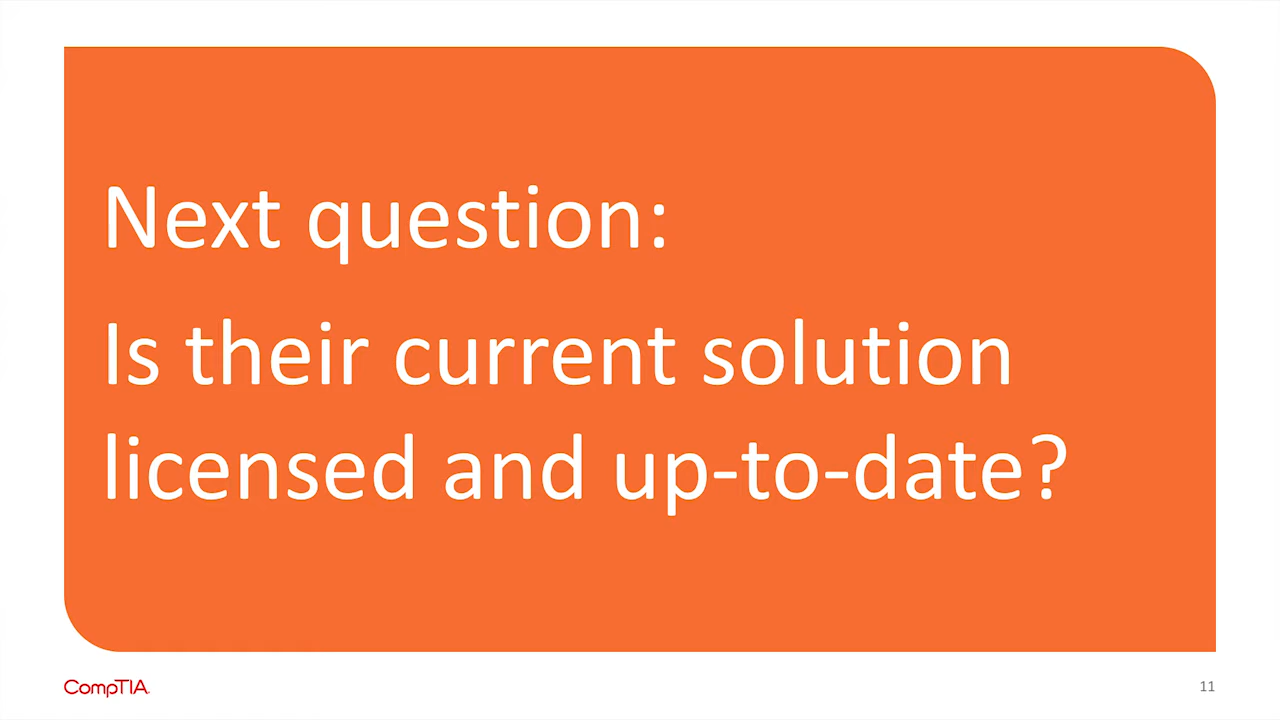 Next question:
Is their current solution
licensed and up-to-date?
CompTIA.
11